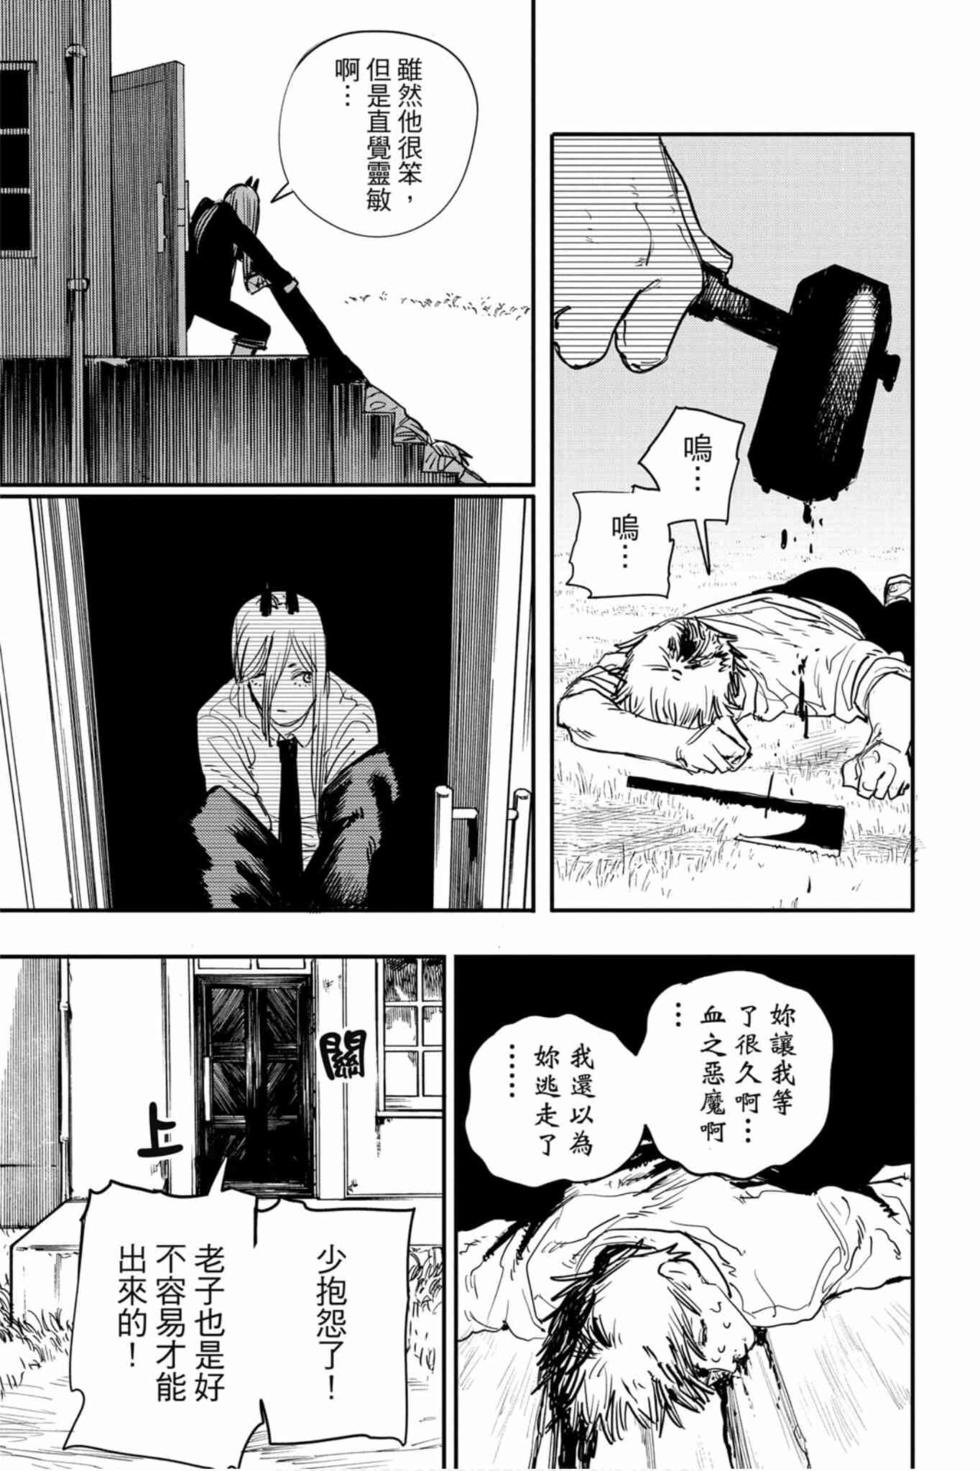 嗚…
嗚…
雖然他很笨，
但是直覺靈敏
啊…
妳讓我等
了很久啊…
血之惡魔啊
…
我還以為
妳逃走了
……
關
上
少抱怨了！
老子也是好
不容易才能
出來的！